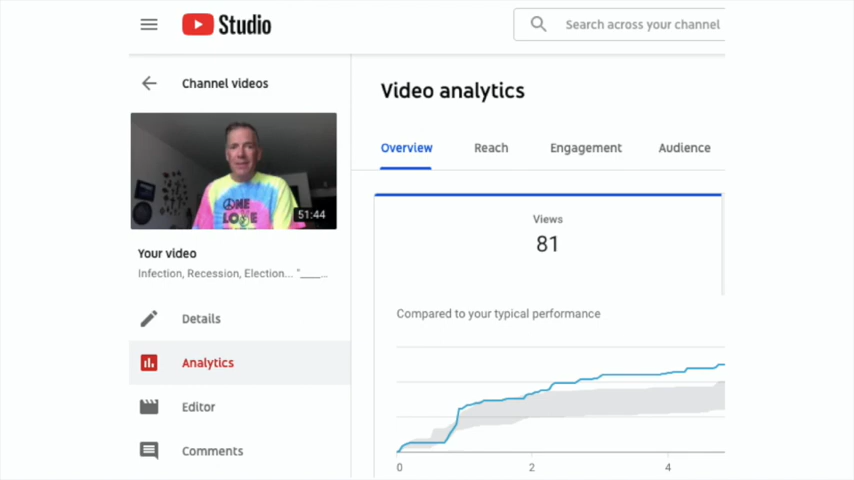 Studio
Search across your channel
Channel videos
Video analytics
Overview
Reach
Engagement
Audience
ONE
LOVE
51:44
Views
81
Your video
Infection, Recession, Election... "____...
Compared to your typical performance
Details
Analytics
Editor
Comments
0
2
4